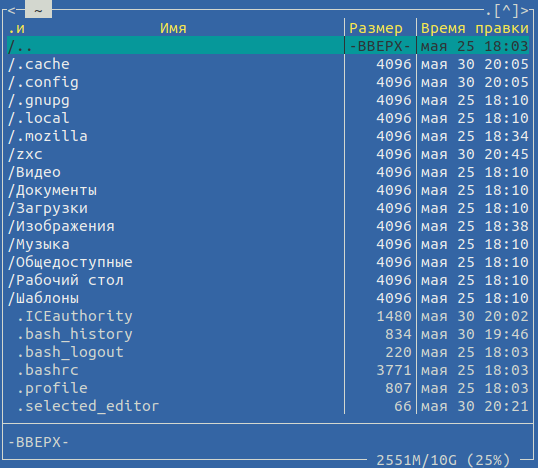 <─ ~ .[^]>
.и Имя Размер Время правки
/.. -ВВЕРХ- мая 25 18:03
/.cache 4096 мая 30 20:05
/.config 4096 мая 30 20:05
/.gnupg 4096 мая 25 18:10
/.local 4096 мая 25 18:10
/.mozilla 4096 мая 25 18:34
/zxc 4096 мая 30 20:45
/Видео 4096 мая 25 18:10
/Документы 4096 мая 25 18:10
/Загрузки 4096 мая 25 18:10
/Изображения 4096 мая 25 18:38
/Музыка 4096 мая 25 18:10
/Общедоступные 4096 мая 25 18:10
/Рабочий стол 4096 мая 25 18:10
/Шаблоны 4096 мая 25 18:10
.ICEauthority 1480 мая 30 20:02
.bash_history 834 мая 30 19:46
.bash_logout 220 мая 25 18:03
.bashrc 3771 мая 25 18:03
.profile 807 мая 25 18:03
.selected_editor 66 мая 30 20:21
-ВВЕРХ-
2551M/10G (25%)